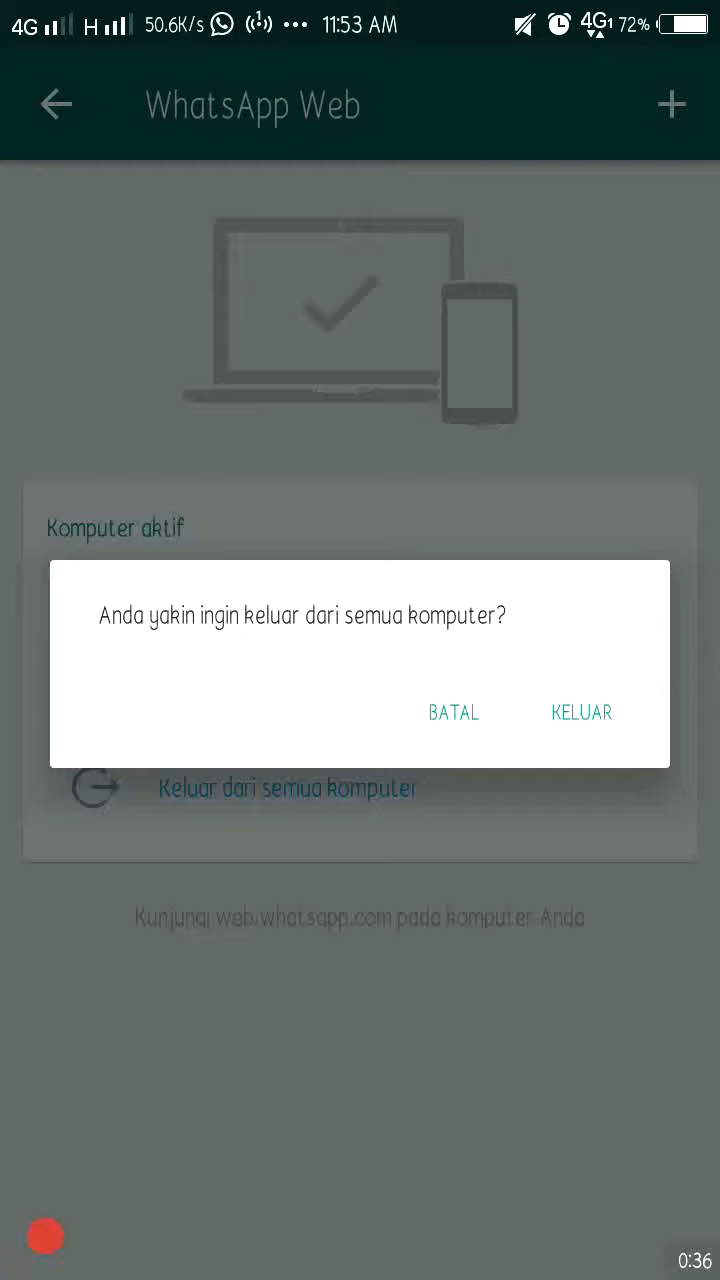 4G H 50.6K/s 11:53 AM 4G1 72%
WhatsApp Web
Komputer aktif
Anda yakin ingin keluar dari semua komputer?
BATAL KELUAR
Keluar dari semua komputer
Kunjungi web.whatsapp.com pada komputer Anda
0:36